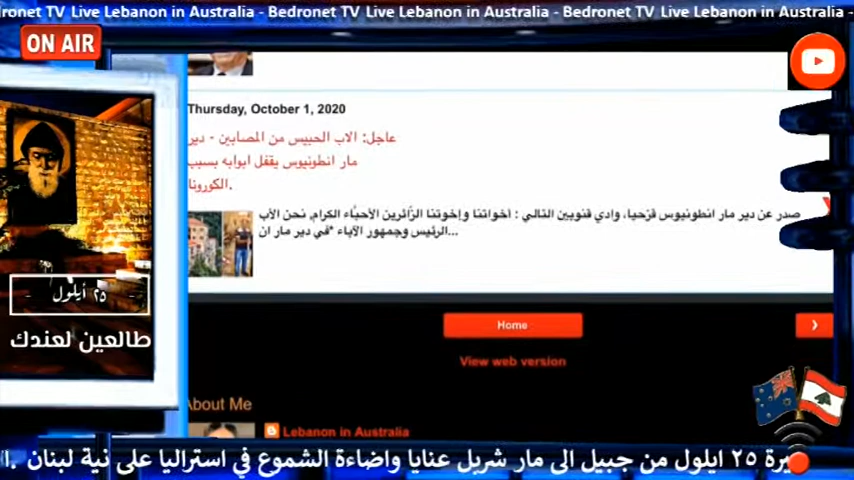 Bedronet TV Live Lebanon in Australia - Bedronet TV Live Lebanon in Australia - Bedronet TV Live Lebanon in Australia -
ON AIR
Thursday, October 1, 2020
عاجل: الاب الحبيس من المصابين - دير
مار انطونيوس يقفل ابوابه بسبب
الكورونا.
صدر عن دير مار انطونيوس قزحيا، وادي قنوبين التالي : أخواتنا وإخوتنا الزّائرين الأحبّاء الكرام, نحن الأب
الرئيس وجمهور الآباء *في دير مار ان...
٢٥ أيلول
طالعين لعندك
Home
›
View web version
About Me
Lebanon in Australia
٢٥ ايلول من جبيل الى مار شربل عنايا واضاءة الشموع في استراليا على نية لبنان .